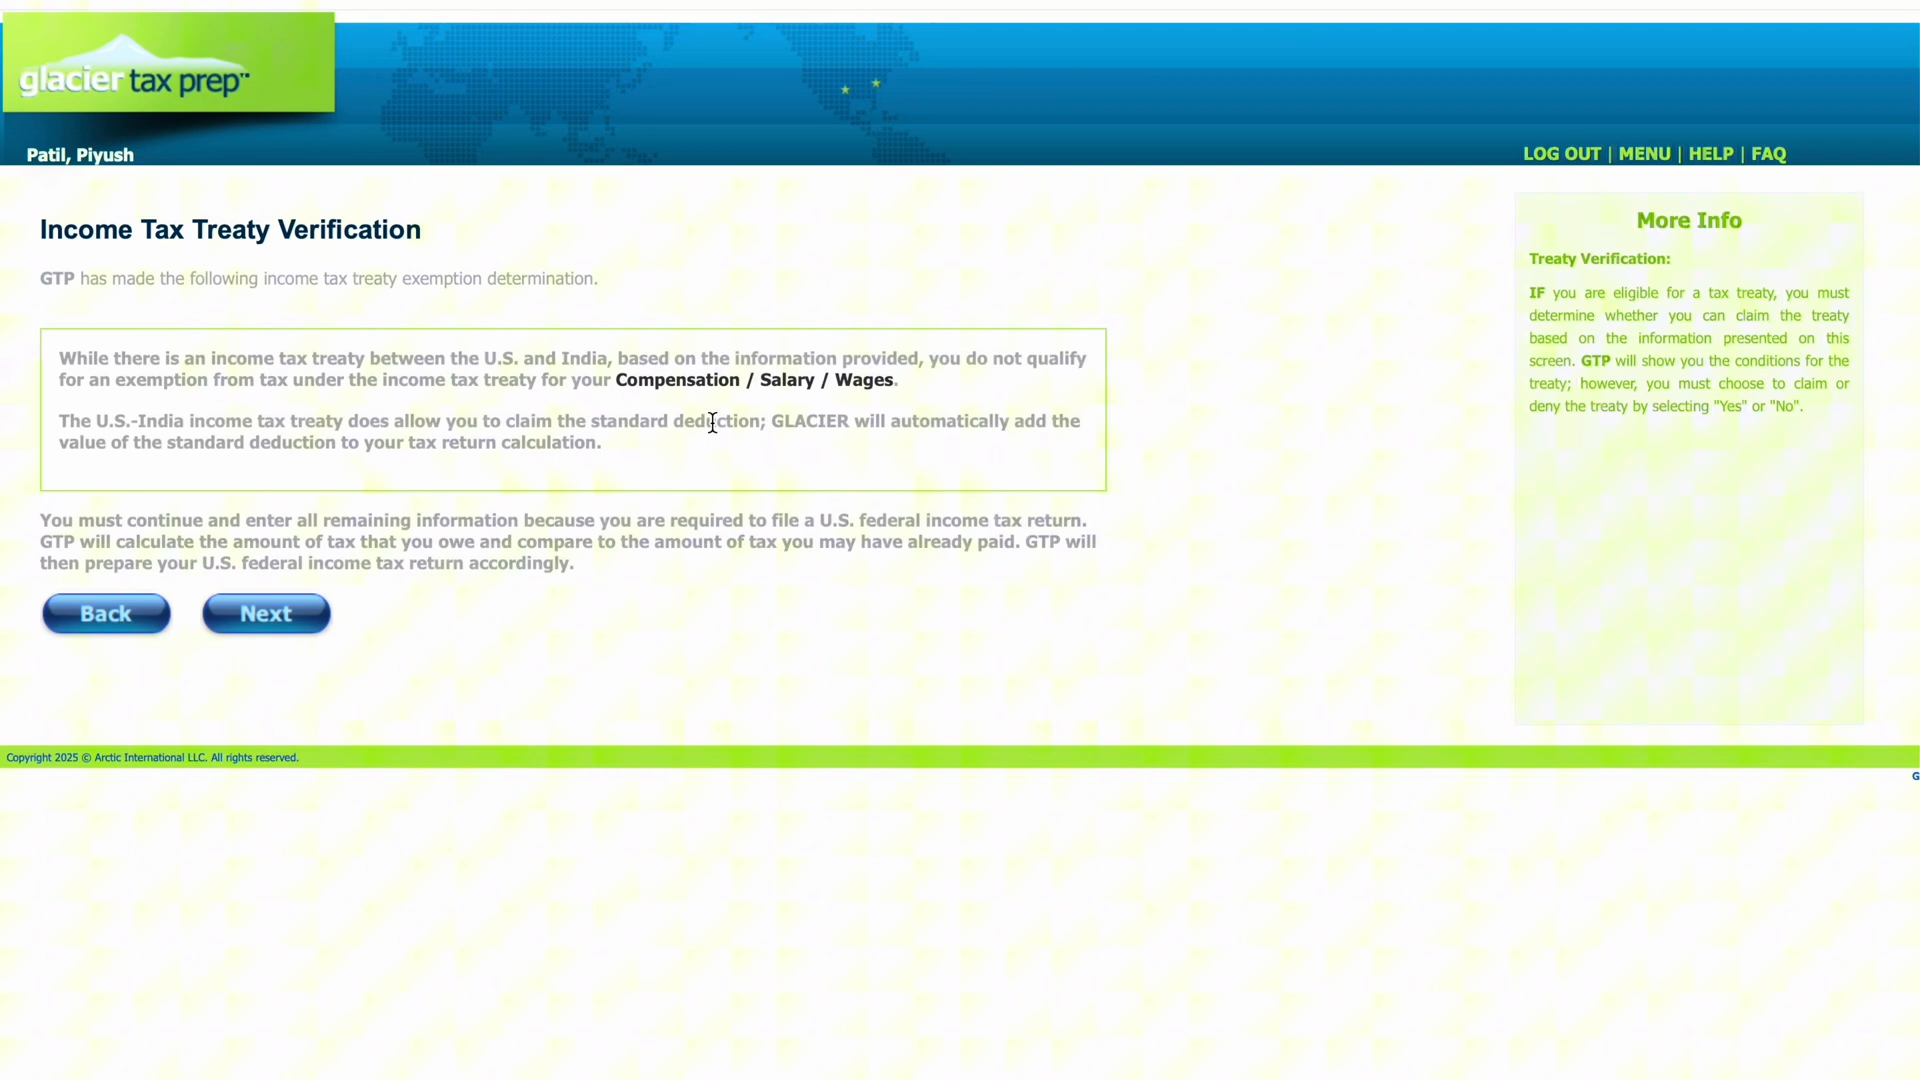 glacier tax prep™
Patil, Piyush
LOG OUT | MENU | HELP | FAQ
Income Tax Treaty Verification
GTP has made the following income tax treaty exemption determination.
While there is an income tax treaty between the U.S. and India, based on the information provided, you do not qualify
for an exemption from tax under the income tax treaty for your Compensation / Salary / Wages.
The U.S.-India income tax treaty does allow you to claim the standard deduction; GLACIER will automatically add the
value of the standard deduction to your tax return calculation.
You must continue and enter all remaining information because you are required to file a U.S. federal income tax return.
GTP will calculate the amount of tax that you owe and compare to the amount of tax you may have already paid. GTP will
then prepare your U.S. federal income tax return accordingly.
Back
Next
More Info
Treaty Verification:
IF you are eligible for a tax treaty, you must
determine whether you can claim the treaty
based on the information presented on this
screen. GTP will show you the conditions for the
treaty; however, you must choose to claim or
deny the treaty by selecting "Yes" or "No".
Copyright 2025 © Arctic International LLC. All rights reserved.
G